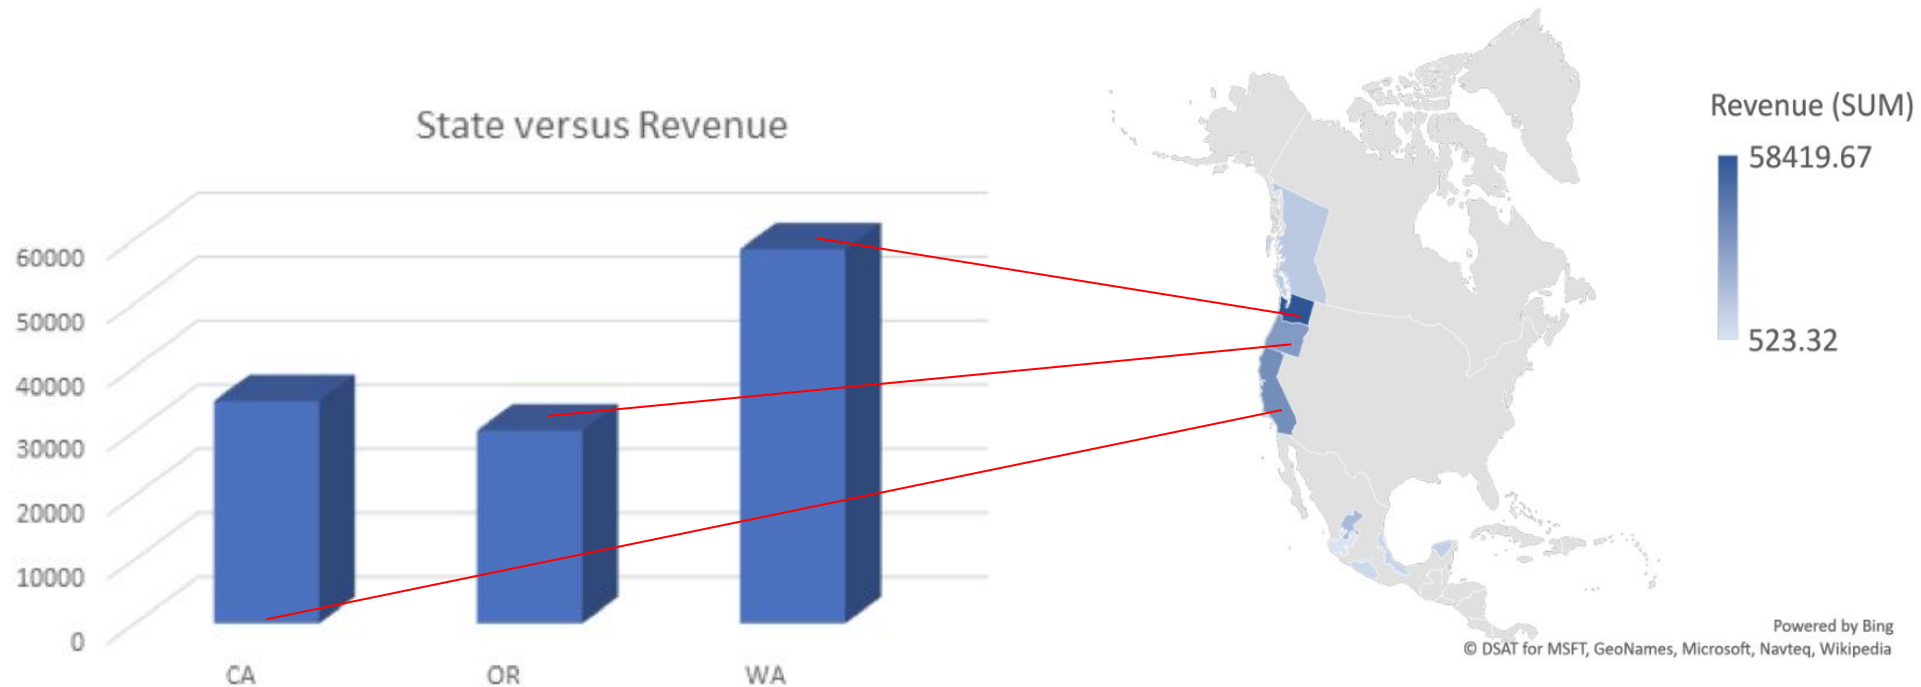 State versus Revenue
60000
50000
40000
30000
20000
10000
0
CA
OR
WA
Revenue (SUM)
58419.67
523.32
Powered by Bing
© DSAT for MSFT, GeoNames, Microsoft, Navteq, Wikipedia